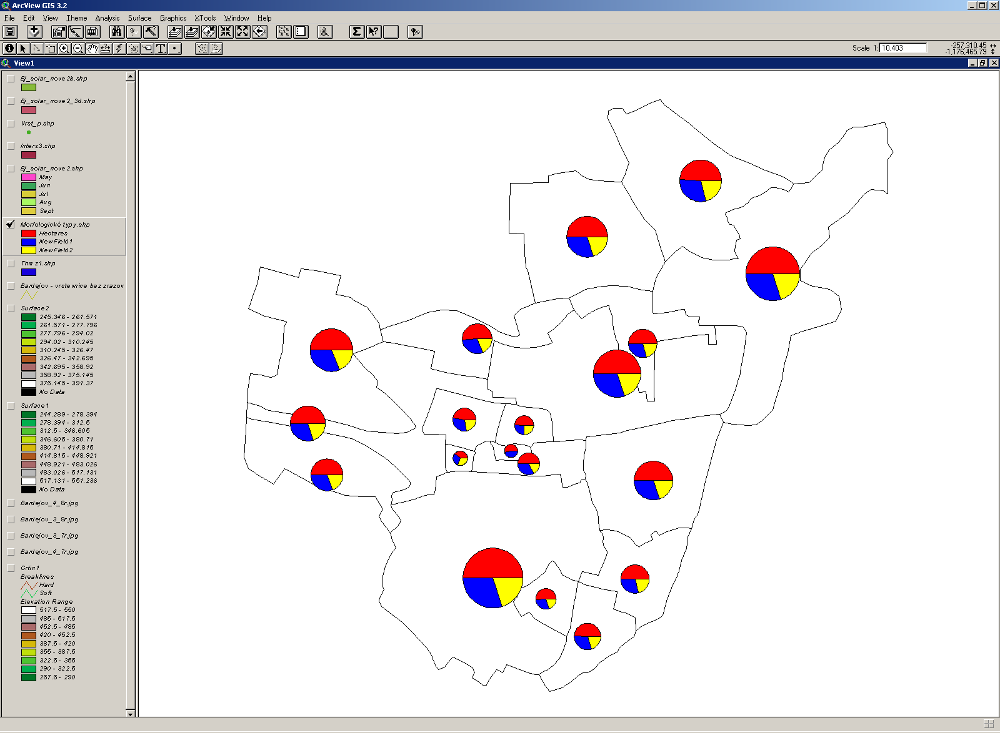 ArcView GIS 3.2
File Edit View Theme Analysis Surface Graphics XTools Window Help
Scale 1: 10,403
-257,310.45
-1,176,465.79
View1
Bj_solar_nove 2b.shp
Bj_solar_nove 2_3d.shp
Vrst_p.shp
Inters3.shp
Bj_solar_nove 2.shp
May
Jun
Jul
Aug
Sept
Morfologické typy.shp
Hectares
NewField1
NewField2
Thm z1.shp
Bardejov - vrstevnice bez zrazov
Surface2
245.346 - 261.571
261.571 - 277.796
277.796 - 294.02
294.02 - 310.245
310.245 - 326.47
326.47 - 342.695
342.695 - 358.92
358.92 - 375.145
375.145 - 391.37
No Data
Surface1
244.289 - 278.394
278.394 - 312.5
312.5 - 346.605
346.605 - 380.71
380.71 - 414.815
414.815 - 448.921
448.921 - 483.026
483.026 - 517.131
517.131 - 551.236
No Data
Bardejov_4_8r.jpg
Bardejov_3_8r.jpg
Bardejov_3_7r.jpg
Bardejov_4_7r.jpg
Crtin1
Breaklines
Hard
Soft
Elevation Range
517.5 - 550
485 - 517.5
452.5 - 485
420 - 452.5
387.5 - 420
355 - 387.5
322.5 - 355
290 - 322.5
257.5 - 290